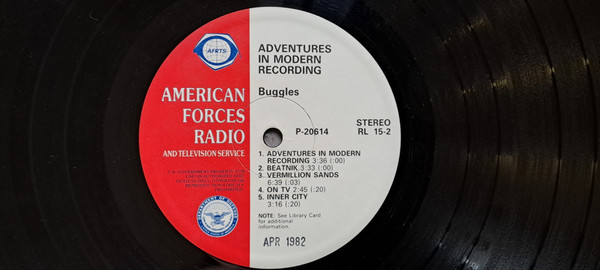 AFRTS
AMERICAN
FORCES
RADIO
AND TELEVISION SERVICE
DEPARTMENT OF DEFENSE
ADVENTURES
IN MODERN
RECORDING
Buggles
P-20614
STEREO
RL 15-2
1. ADVENTURES IN MODERN
RECORDING 3:36 (:00)
2. BEATNIK 3:33 (:00)
3. VERMILLION SANDS
6:39 (:03)
4. ON TV 2:45 (:20)
5. INNER CITY
3:16 (:20)
NOTE: See Library Card
for additional
information.
APR 1982